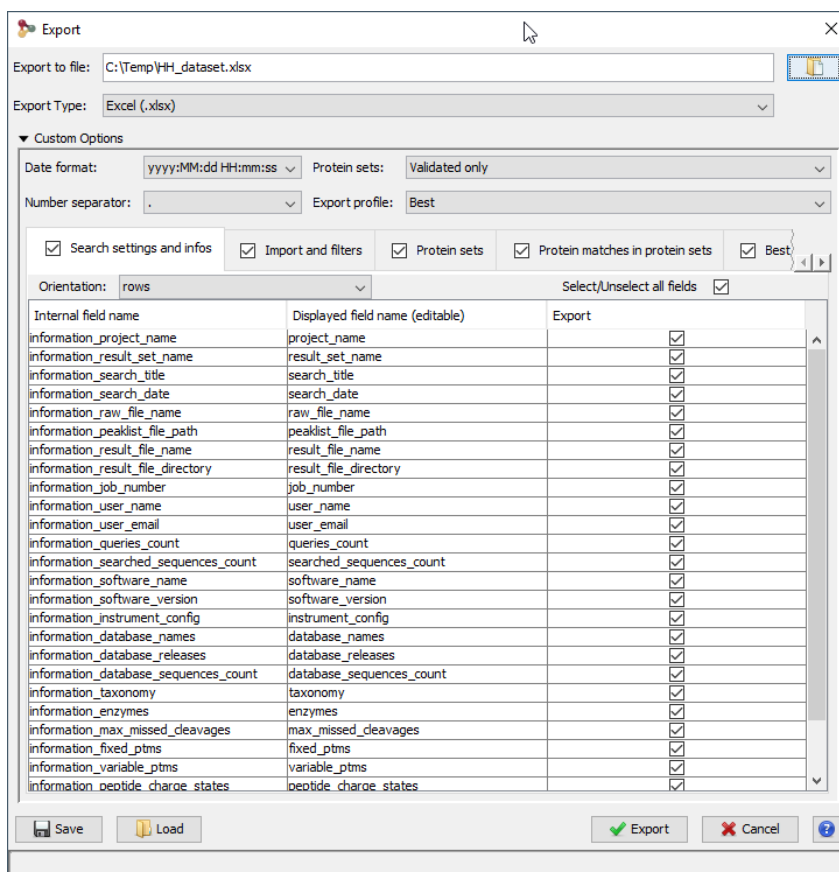 Export
Export to file: C:\Temp\HH_dataset.xlsx
Export Type: Excel (.xlsx)
Custom Options
Date format: yyyy:MM:dd HH:mm:ss Protein sets: Validated only
Number separator: . Export profile: Best
Search settings and infos Import and filters Protein sets Protein matches in protein sets Best
Orientation: rows Select/Unselect all fields
Internal field name Displayed field name (editable) Export
information_project_name project_name
information_result_set_name result_set_name
information_search_title search_title
information_search_date search_date
information_raw_file_name raw_file_name
information_peaklist_file_path peaklist_file_path
information_result_file_name result_file_name
information_result_file_directory result_file_directory
information_job_number job_number
information_user_name user_name
information_user_email user_email
information_queries_count queries_count
information_searched_sequences_count searched_sequences_count
information_software_name software_name
information_software_version software_version
information_instrument_config instrument_config
information_database_names database_names
information_database_releases database_releases
information_database_sequences_count database_sequences_count
information_taxonomy taxonomy
information_enzymes enzymes
information_max_missed_cleavages max_missed_cleavages
information_fixed_ptms fixed_ptms
information_variable_ptms variable_ptms
information_peptide_charge_states peptide_charge_states
Save Load Export Cancel ?